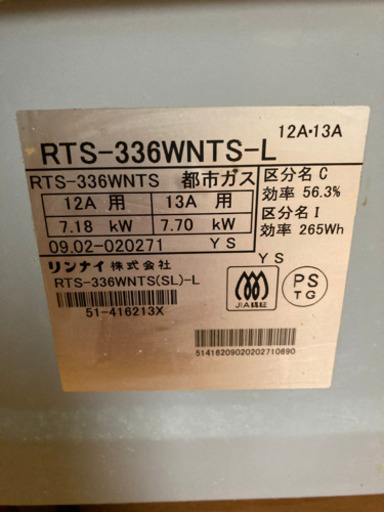 12A・13A
RTS-336WNTS-L
RTS-336WNTS 都市ガス
区分名 C
効率 56.3%
12A 用 13A 用
7.18 kW 7.70 kW
区分名 I
効率 265Wh
09.02-020271 YS
リンナイ株式会社
YS
RTS-336WNTS(SL)-L
JIA認証
PS
TG
51-416213X
51416209020202710890